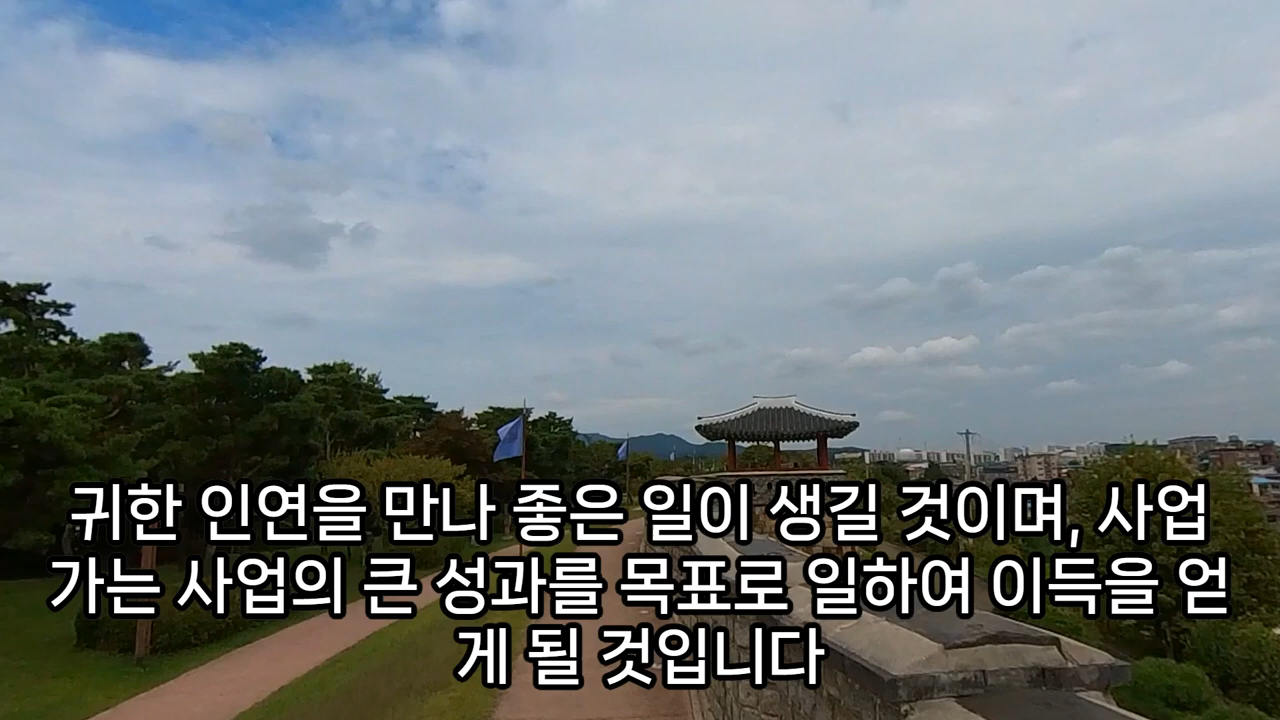 귀한 인연을 만나 좋은 일이 생길 것이며, 사업
가는 사업의 큰 성과를 목표로 일하여 이득을 얻
게 될 것입니다